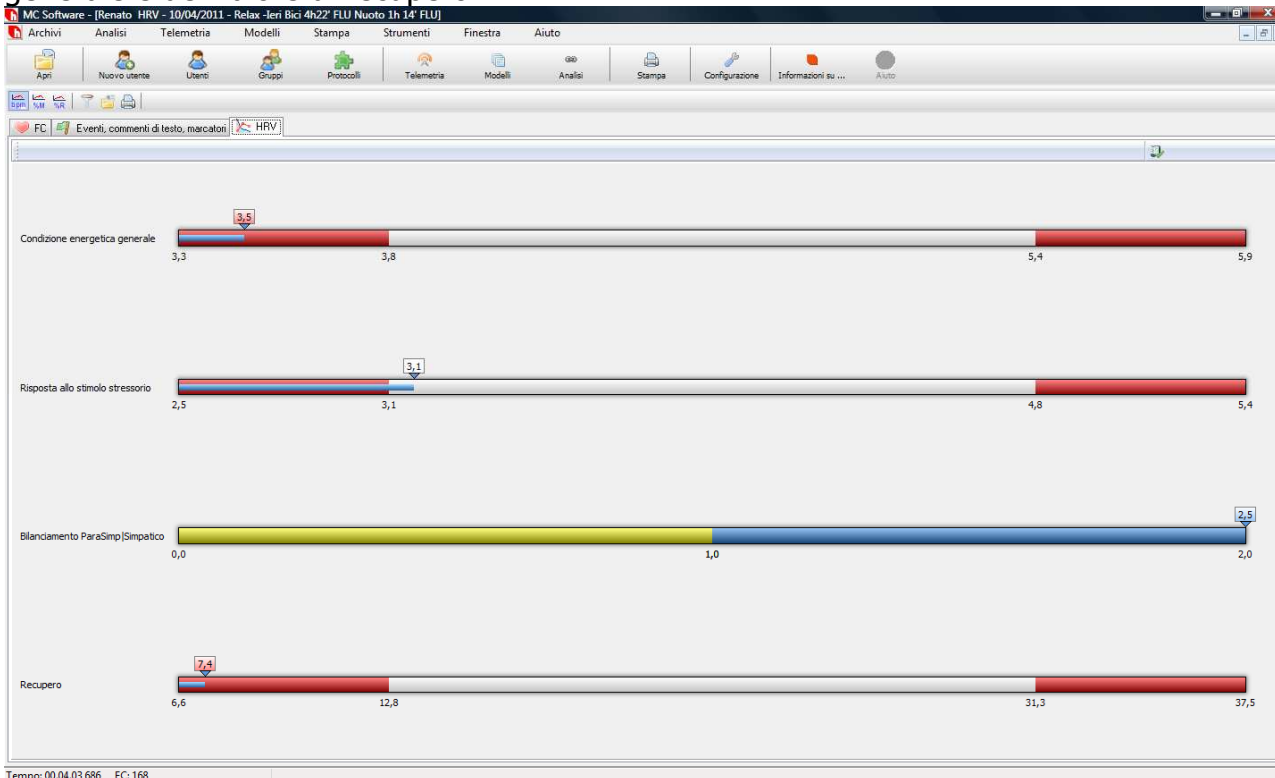 MC Software - [Renato HRV - 10/04/2011 - Relax -Ieri Bici 4h22' FLU Nuoto 1h 14' FLU]
Archivi Analisi Telemetria Modelli Stampa Strumenti Finestra Aiuto
Apri Nuovo utente Utenti Gruppi Protocolli Telemetria Modelli Analisi Stampa Configurazione Informazioni su ... Aiuto
bpm %M %R
FC Eventi, commenti di testo, marcatori HRV
3,5
Condizione energetica generale
3,3 3,8 5,4 5,9
3,1
Risposta allo stimolo stressorio
2,5 3,1 4,8 5,4
2,5
Bilanciamento ParaSimp|Simpatico
0,0 1,0 2,0
7,4
Recupero
6,6 12,8 31,3 37,5
Tempo: 00.04.03.686 FC: 168